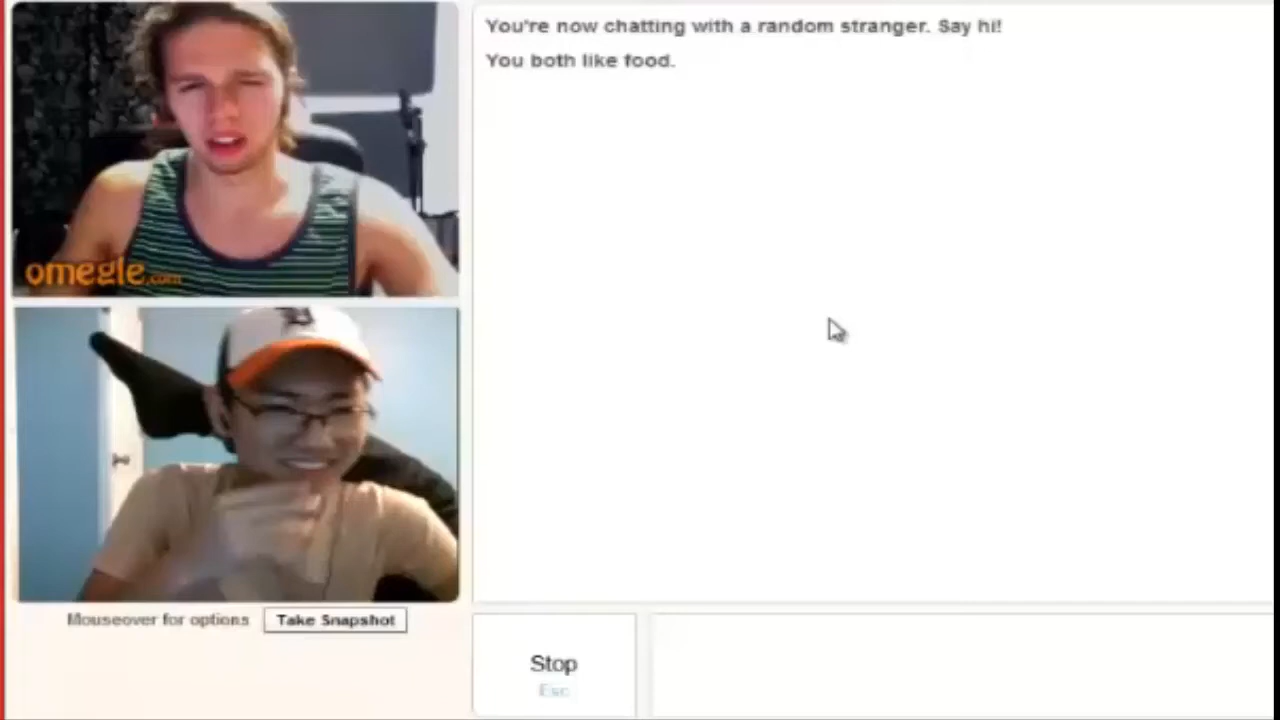 You're now chatting with a random stranger. Say hi!
You both like food.
omegle.com
Mouseover for options
Take Snapshot
Stop
Esc